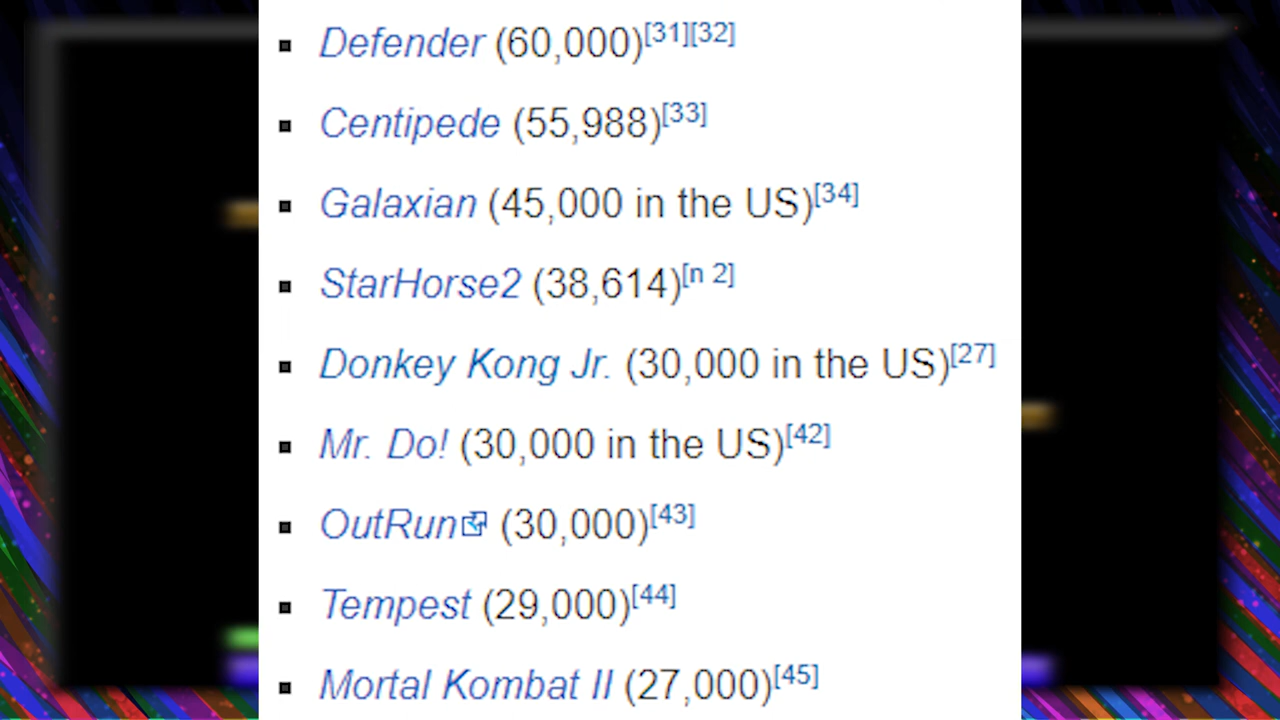 Defender (60,000)[31][32]
Centipede (55,988)[33]
Galaxian (45,000 in the US)[34]
StarHorse2 (38,614)[n 2]
Donkey Kong Jr. (30,000 in the US)[27]
Mr. Do! (30,000 in the US)[42]
OutRun (30,000)[43]
Tempest (29,000)[44]
Mortal Kombat II (27,000)[45]